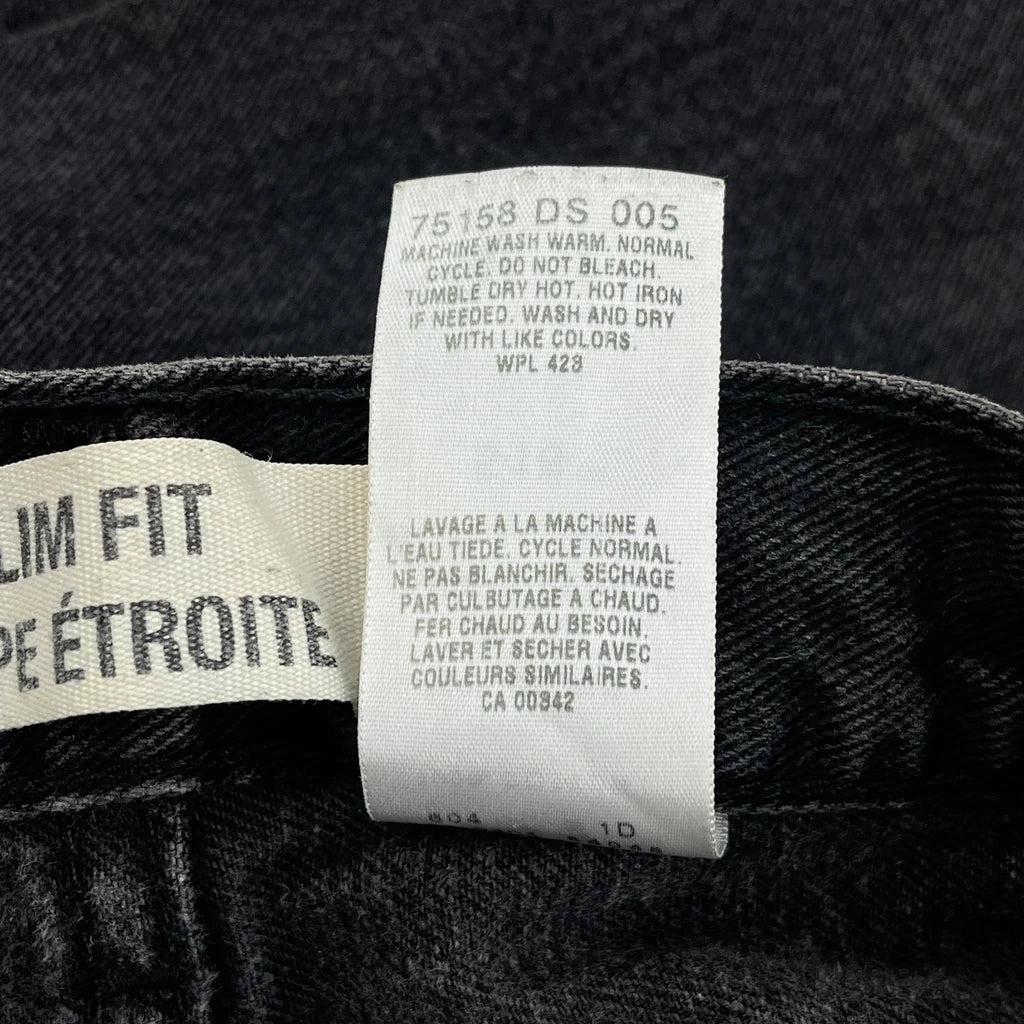 75158 DS 005
MACHINE WASH WARM. NORMAL
CYCLE. DO NOT BLEACH.
TUMBLE DRY HOT. HOT IRON
IF NEEDED. WASH AND DRY
WITH LIKE COLORS.
WPL 423
LAVAGE A LA MACHINE A
L'EAU TIEDE. CYCLE NORMAL.
NE PAS BLANCHIR. SECHAGE
PAR CULBUTAGE A CHAUD.
FER CHAUD AU BESOIN.
LAVER ET SECHER AVEC
COULEURS SIMILAIRES.
CA 00342
804 1D
LIM FIT
PE ÉTROITE